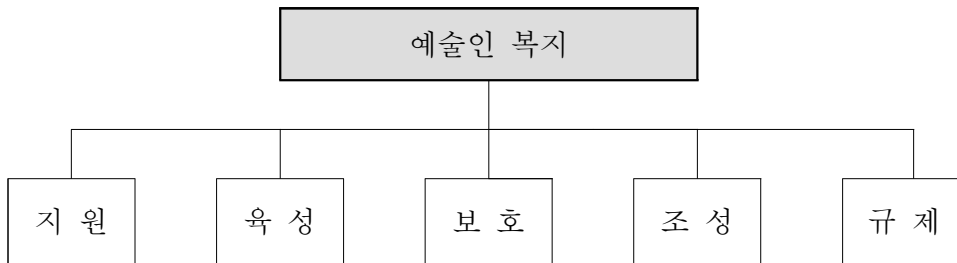 예술인 복지
지 원
육 성
보 호
조 성
규 제